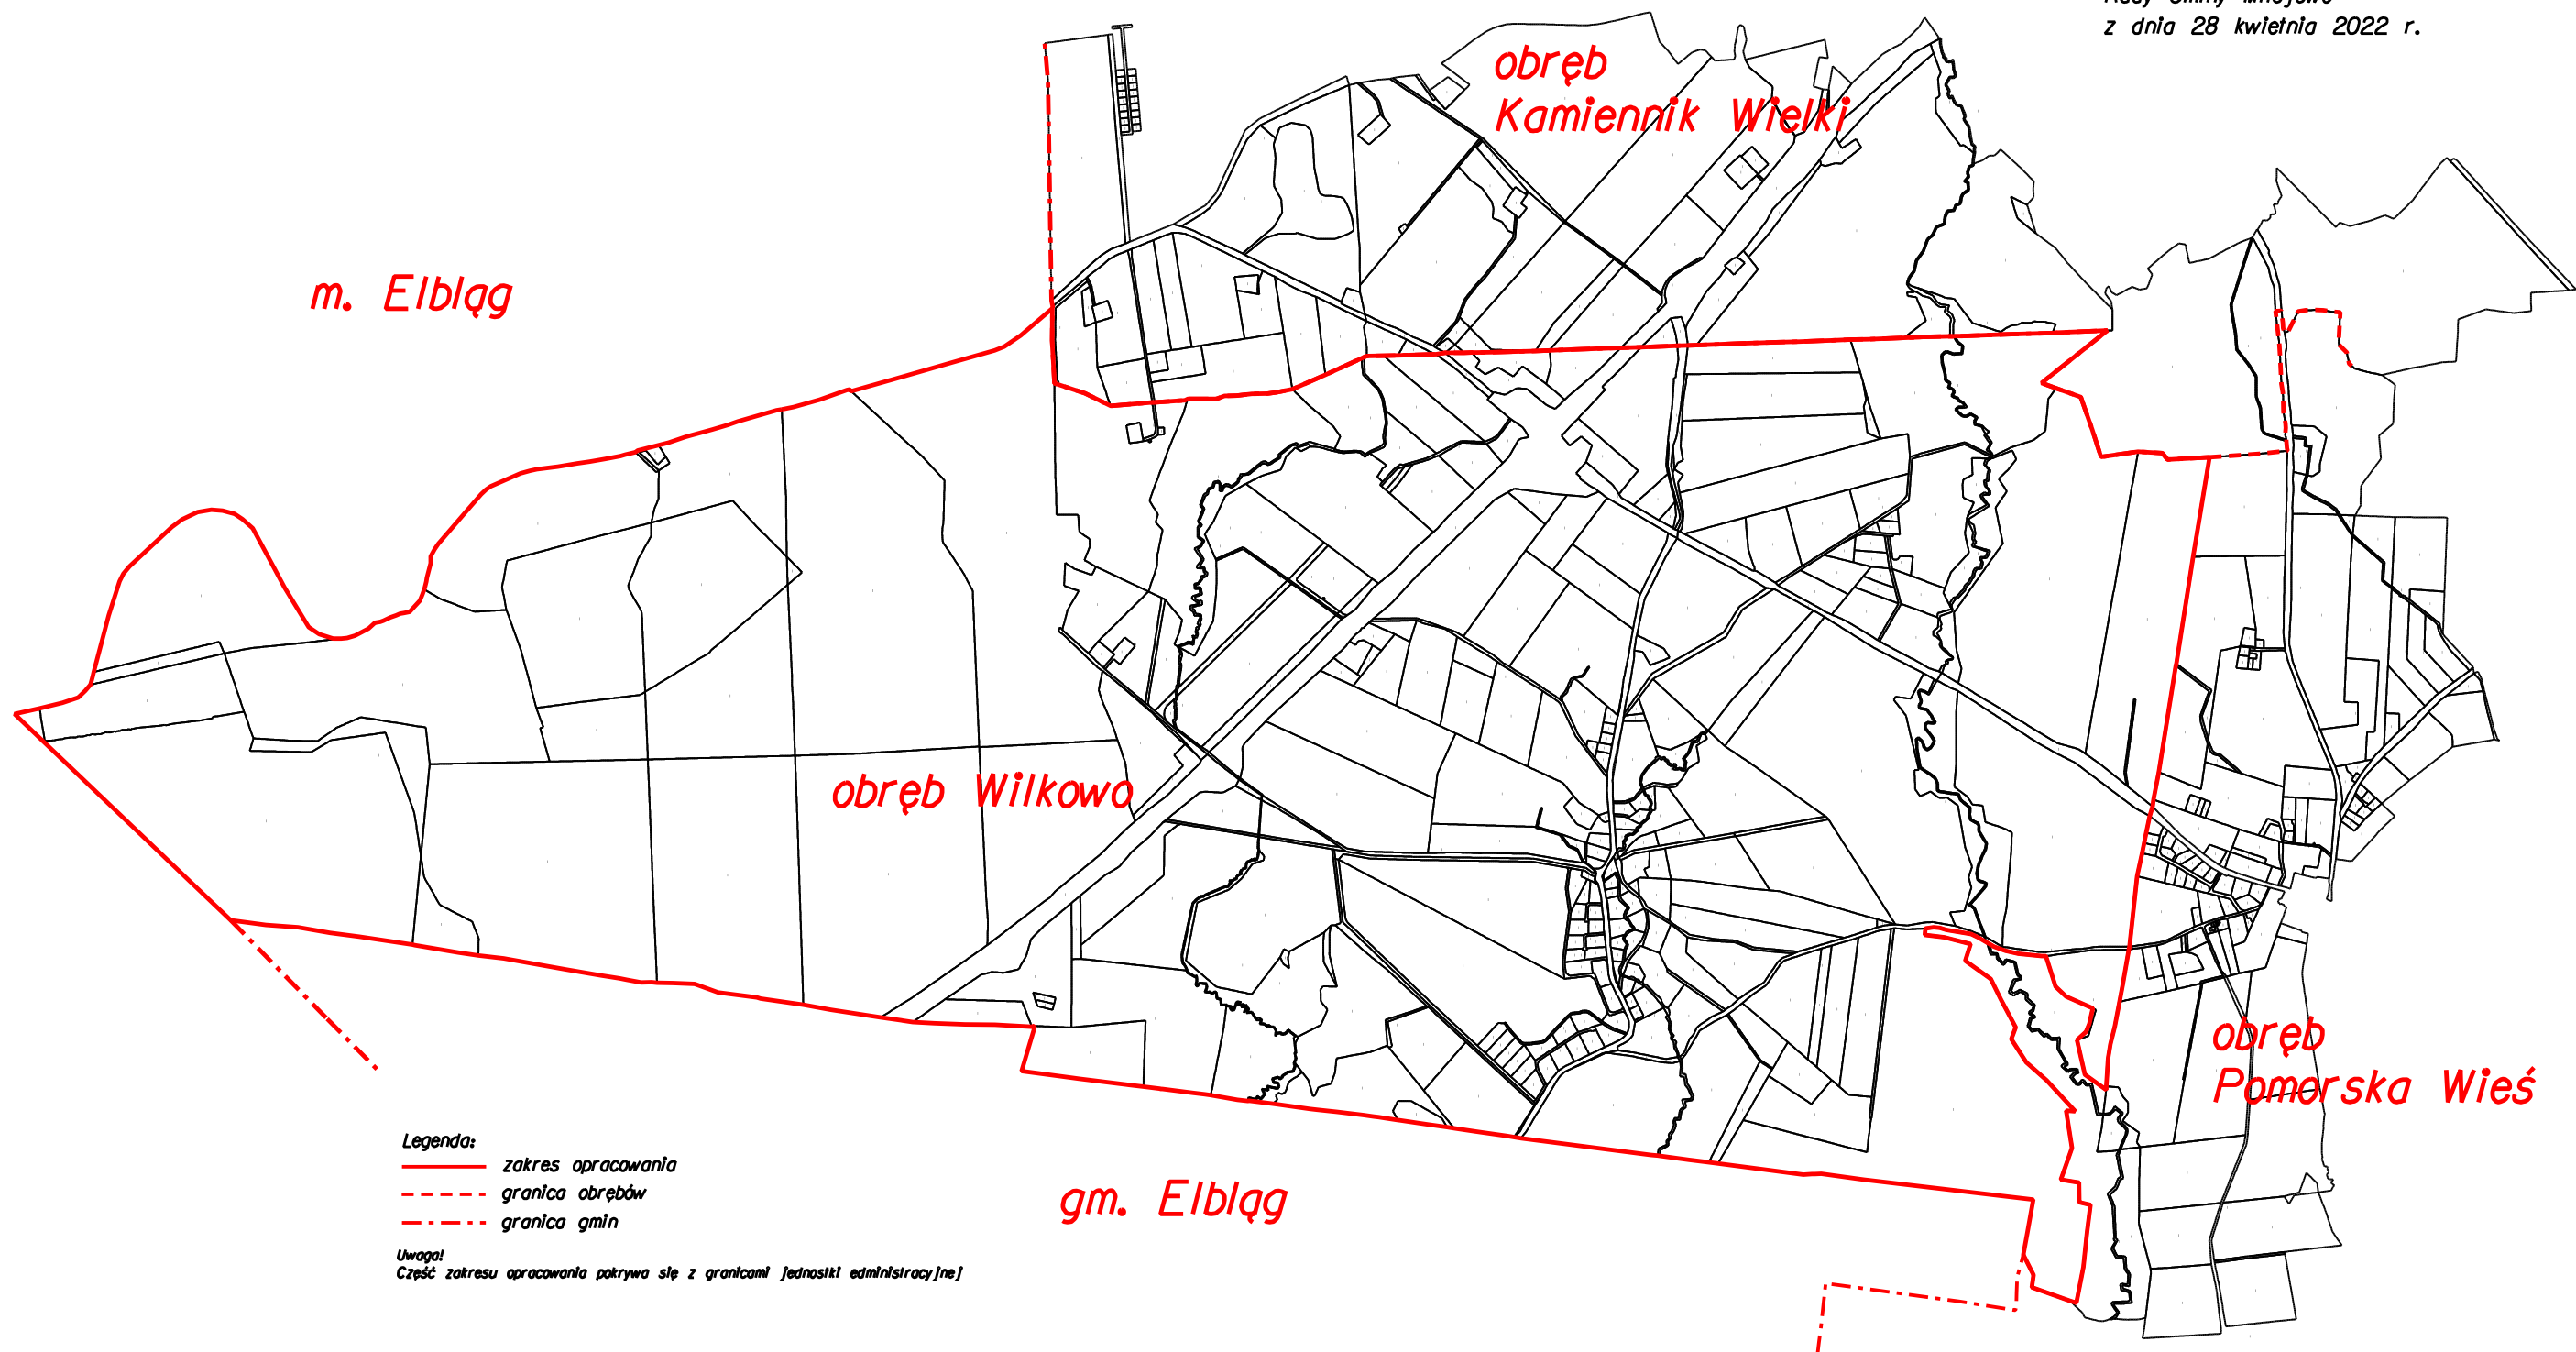 z dnia 28 kwietnia 2022 r.
obręb
Kamiennik Wielki
m. Elbląg
obręb Wilkowo
obręb
Pomorska Wieś
gm. Elbląg
Legenda:
zakres opracowania
granica obrębów
granica gmin
Uwaga!
Część zakresu opracowania pokrywa się z granicami jednostki edministracyjnej